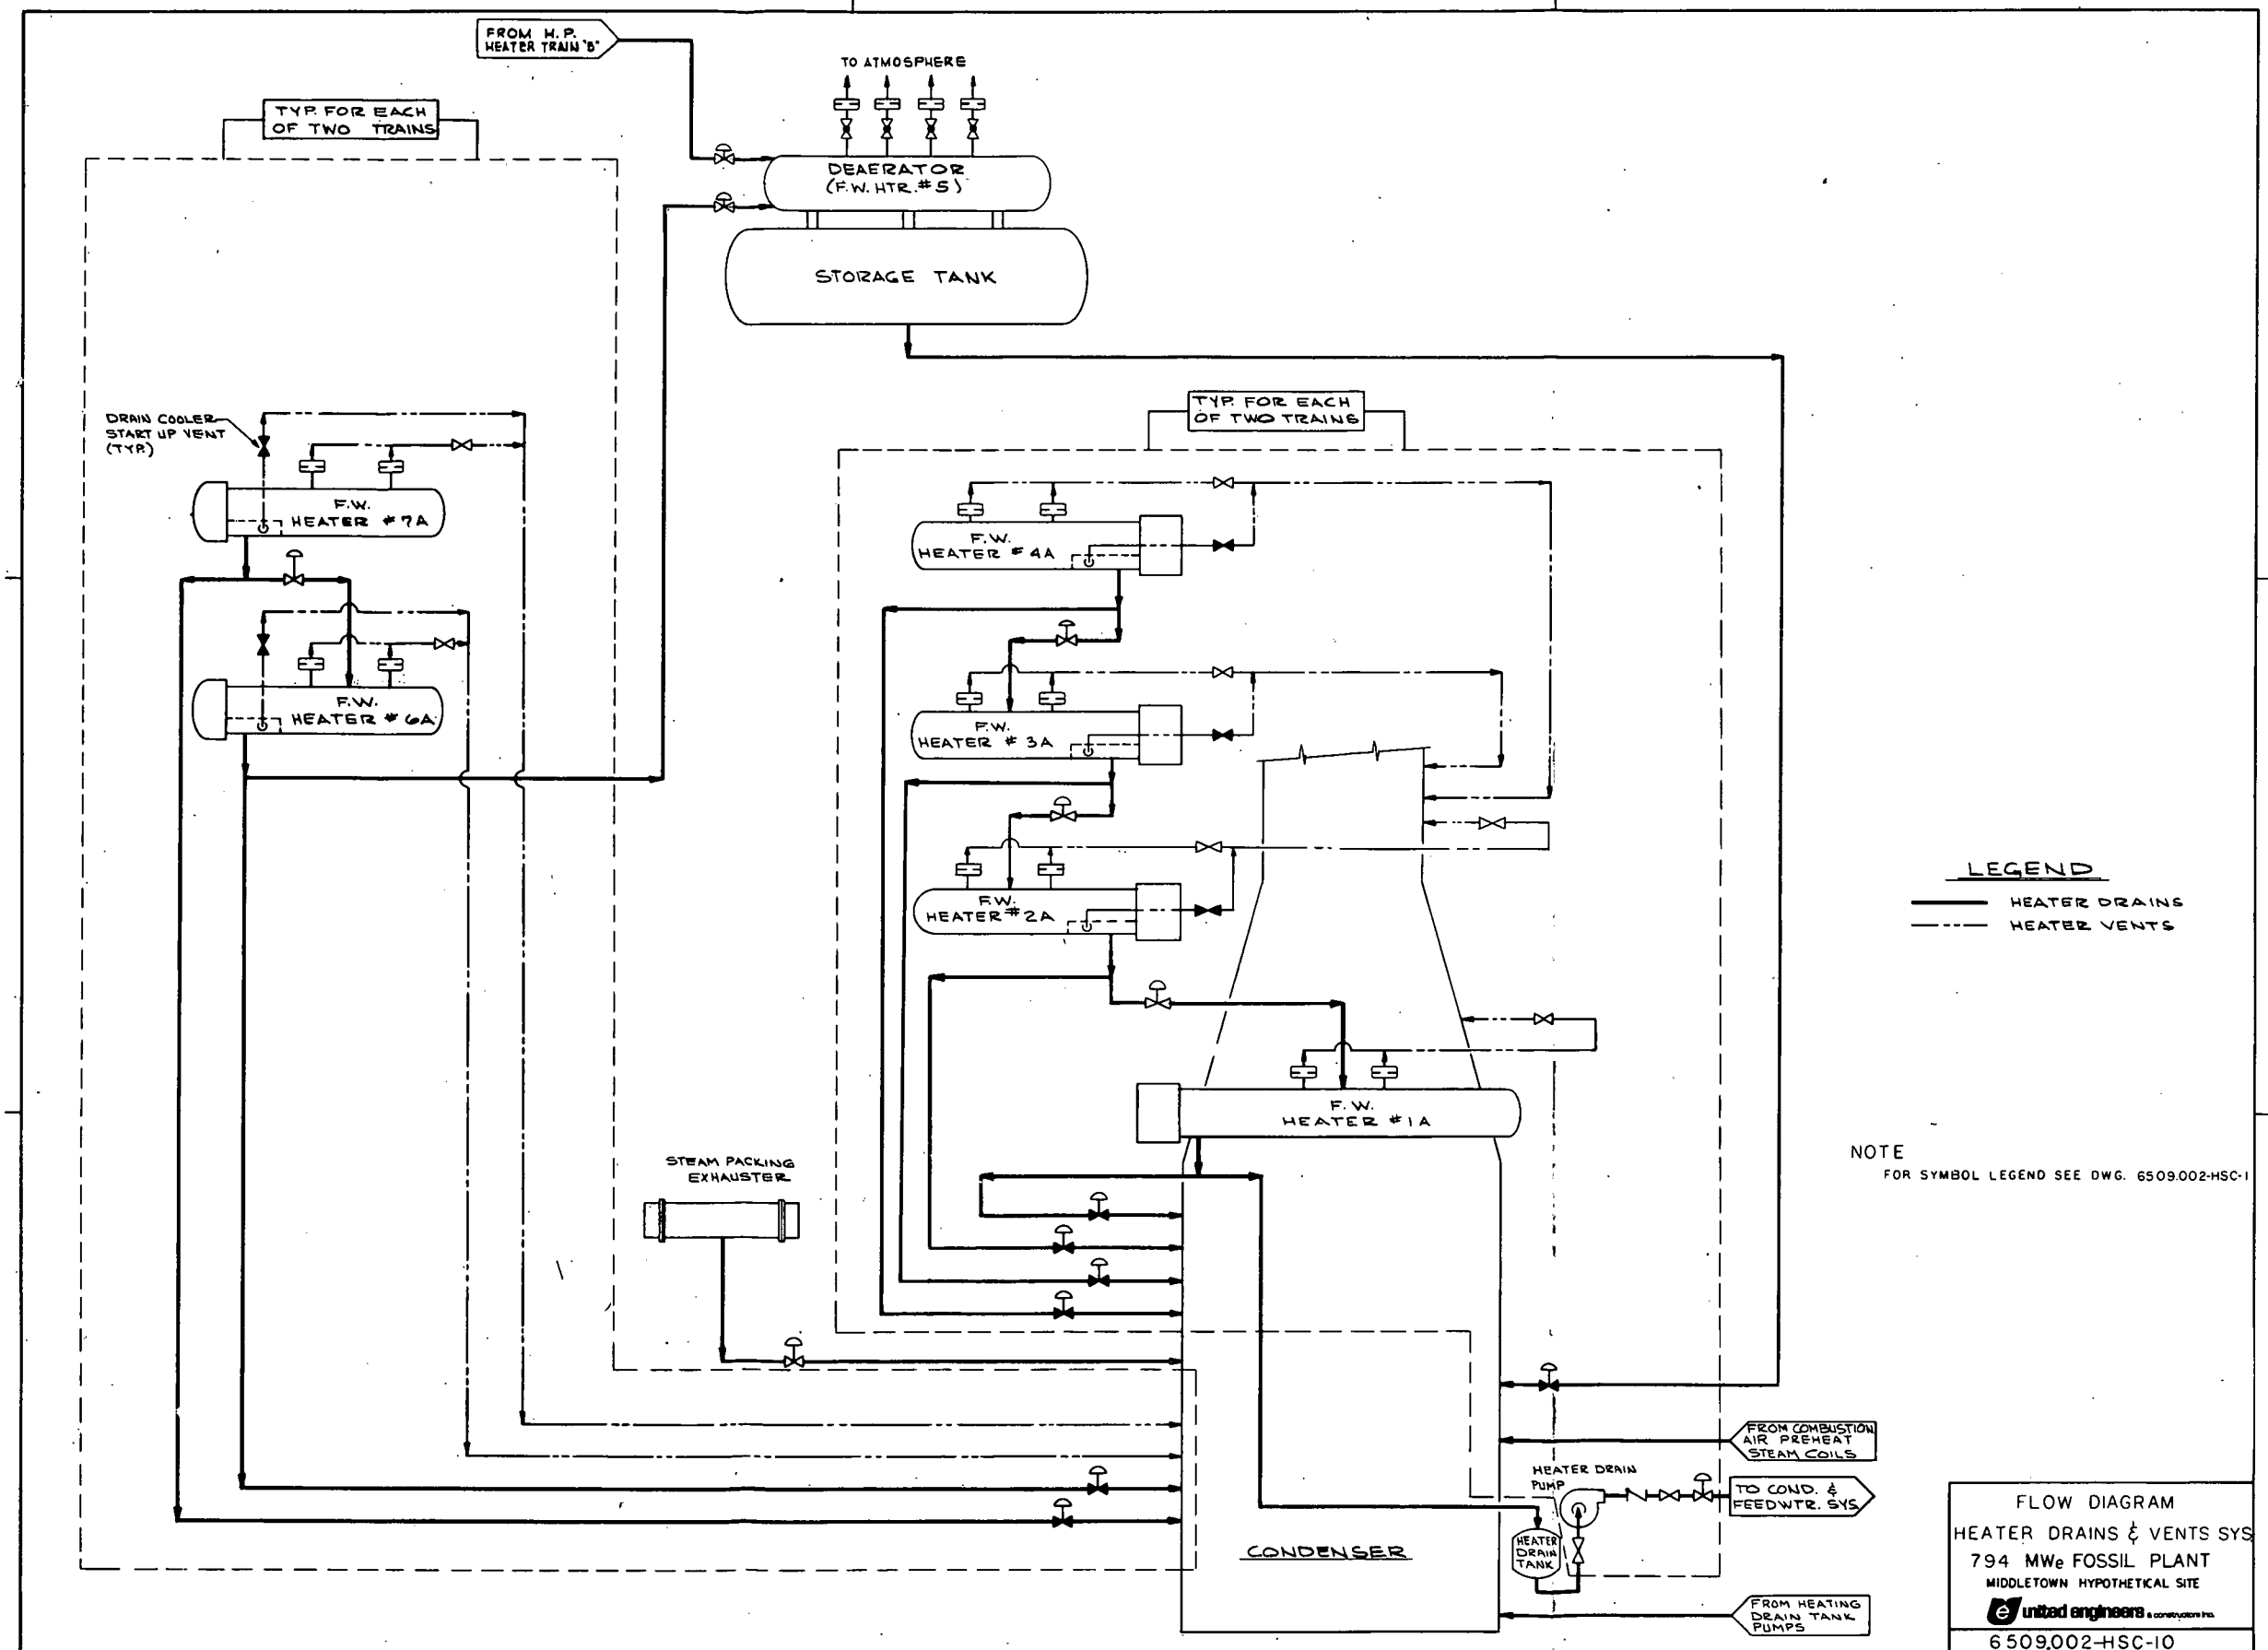 FROM H.P.
HEATER TRAIN "B"
TO ATMOSPHERE
TYP. FOR EACH
OF TWO TRAINS
DEAERATOR
(F.W. HTR. #5)
STORAGE TANK
DRAIN COOLER
START UP VENT
(TYP.)
F.W.
HEATER #7A
F.W.
HEATER #6A
TYP. FOR EACH
OF TWO TRAINS
F.W.
HEATER #4A
F.W.
HEATER #3A
F.W.
HEATER #2A
F.W.
HEATER #1A
LEGEND
HEATER DRAINS
HEATER VENTS
NOTE
FOR SYMBOL LEGEND SEE DWG. 6509.002-HSC-1
STEAM PACKING
EXHAUSTER
FROM COMBUSTION
AIR PREHEAT
STEAM COILS
HEATER DRAIN
PUMP
TO COND. &
FEEDWTR. SYS
HEATER
DRAIN
TANK
CONDENSER
FROM HEATING
DRAIN TANK
PUMPS
FLOW DIAGRAM
HEATER DRAINS & VENTS SYS
794 MWe FOSSIL PLANT
MIDDLETOWN HYPOTHETICAL SITE
united engineers & constructors inc.
6509.002-HSC-10